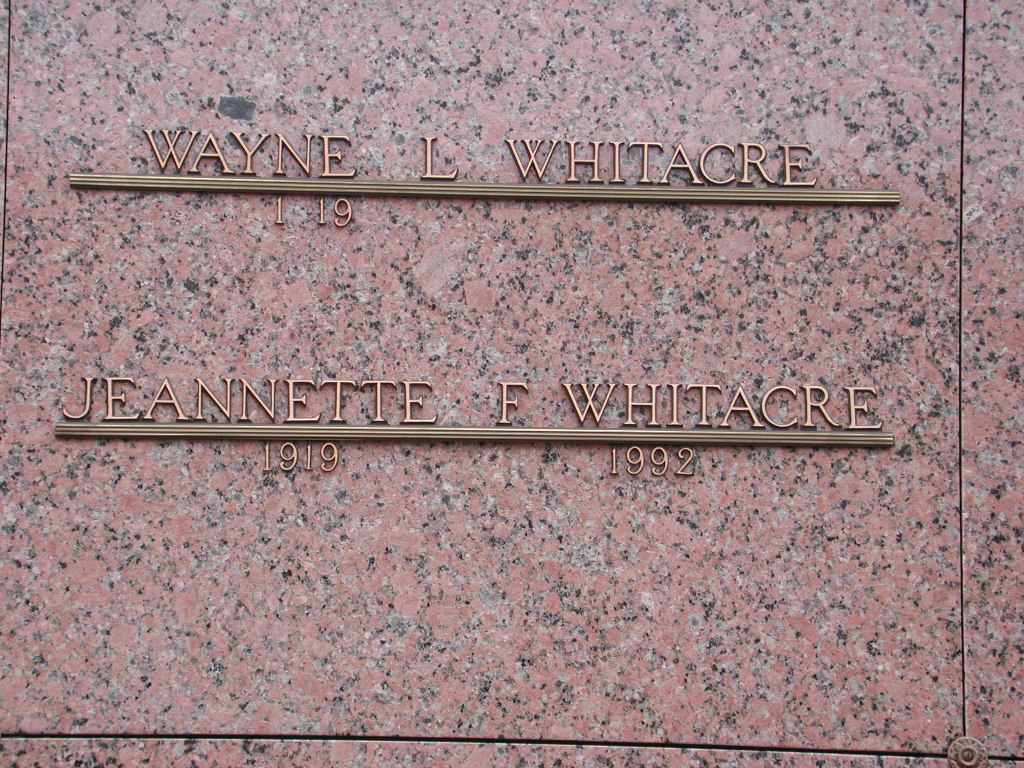 WAYNE L WHITACRE
1 19
JEANNETTE F WHITACRE
1919 1992